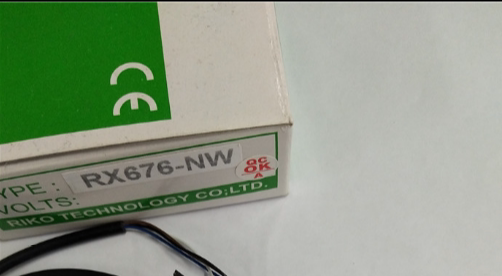 CE
TYPE : RX676-NW
QC
OK
A
VOLTS:
RIKO TECHNOLOGY CO;LTD.